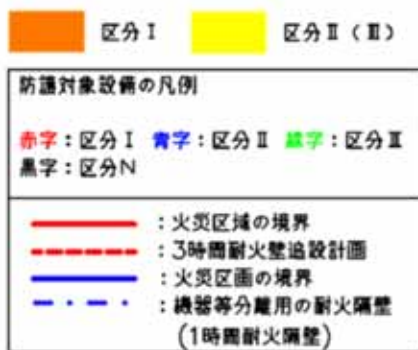 区分Ⅰ 区分Ⅱ(Ⅲ)
防護対象設備の凡例
赤字:区分Ⅰ 青字:区分Ⅱ 緑字:区分Ⅲ
黒字:区分N
:火災区域の境界
:3時間耐火壁追設計画
:火災区画の境界
:機器等分離用の耐火隔壁
(1時間耐火隔壁)